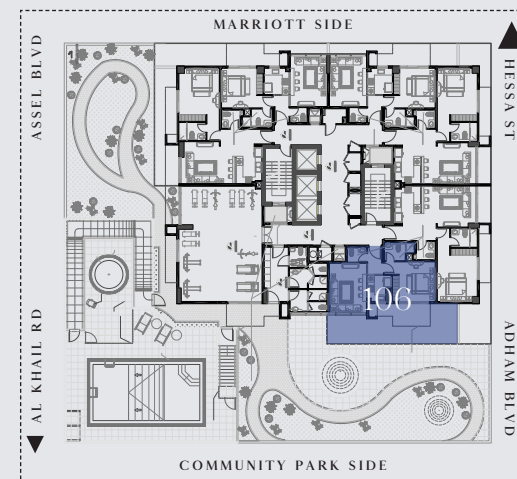 MARRIOTT SIDE
ASSEL BLVD
HESSA ST
106
AL KHAIL RD
ADHAM BLVD
COMMUNITY PARK SIDE